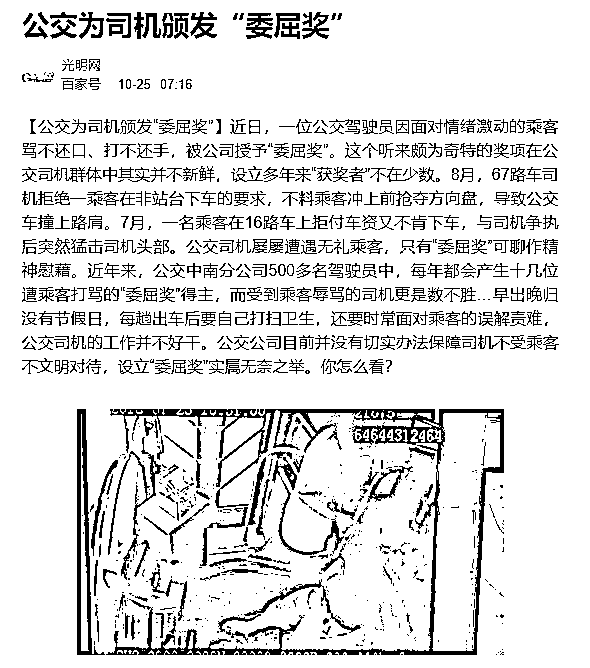 公交为司机颁发“委屈奖”
光明网
百家号 10-25 07:16
【公交为司机颁发“委屈奖”】近日，一位公交驾驶员因面对情绪激动的乘客
骂不还口、打不还手，被公司授予“委屈奖”。这个听来颇为奇特的奖项在公
交司机群体中其实并不新鲜，设立多年来“获奖者”不在少数。8月，67路车司
机拒绝一乘客在非站台下车的要求，不料乘客冲上前抢夺方向盘，导致公交
车撞上路肩。7月，一名乘客在16路车上拒付车资又不肯下车，与司机争执
后突然猛击司机头部。公交司机屡屡遭遇无礼乘客，只有“委屈奖”可聊作精
神慰藉。近年来，公交中南分公司500多名驾驶员中，每年都会产生十几位
遭乘客打骂的“委屈奖”得主，而受到乘客辱骂的司机更是数不胜…早出晚归
没有节假日，每趟出车后要自己打扫卫生，还要时常面对乘客的误解责难，
公交司机的工作并不好干。公交公司目前并没有切实办法保障司机不受乘客
不文明对待，设立“委屈奖”实属无奈之举。你怎么看？
64644312464